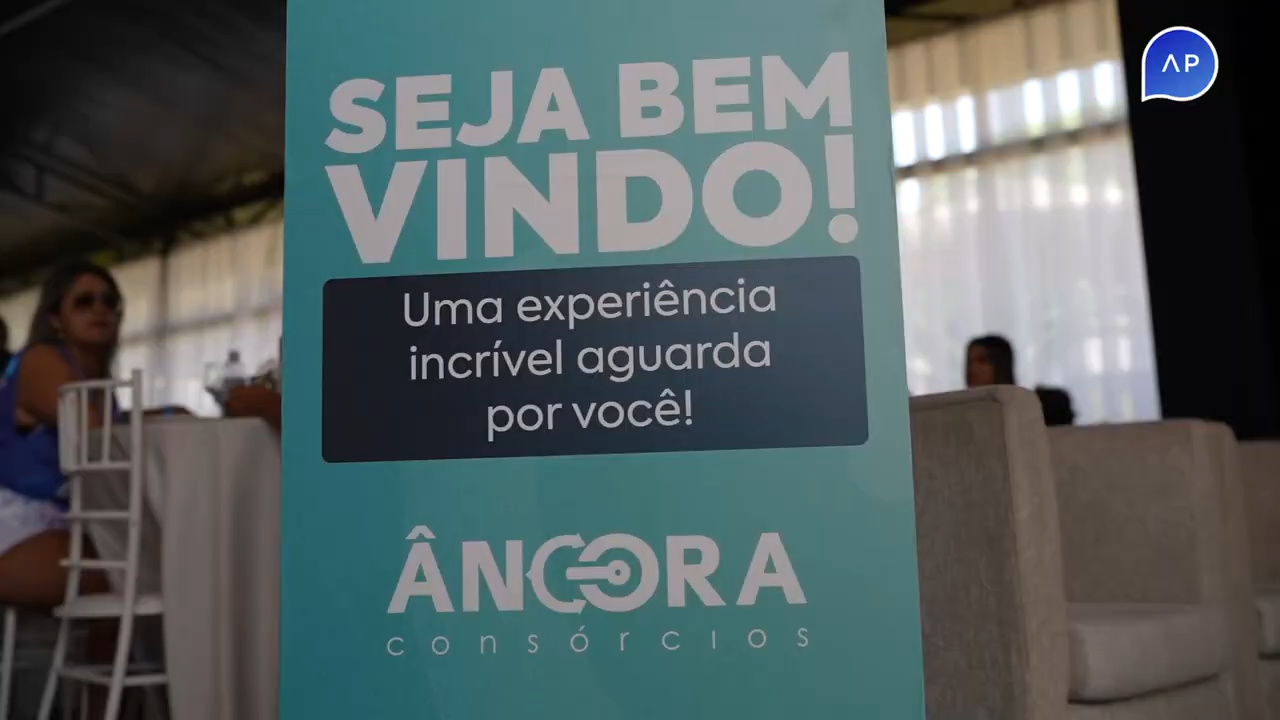 AP
SEJA BEM
VINDO!
Uma experiência
incrível aguarda
por você!
ÂNCORA
consórcios